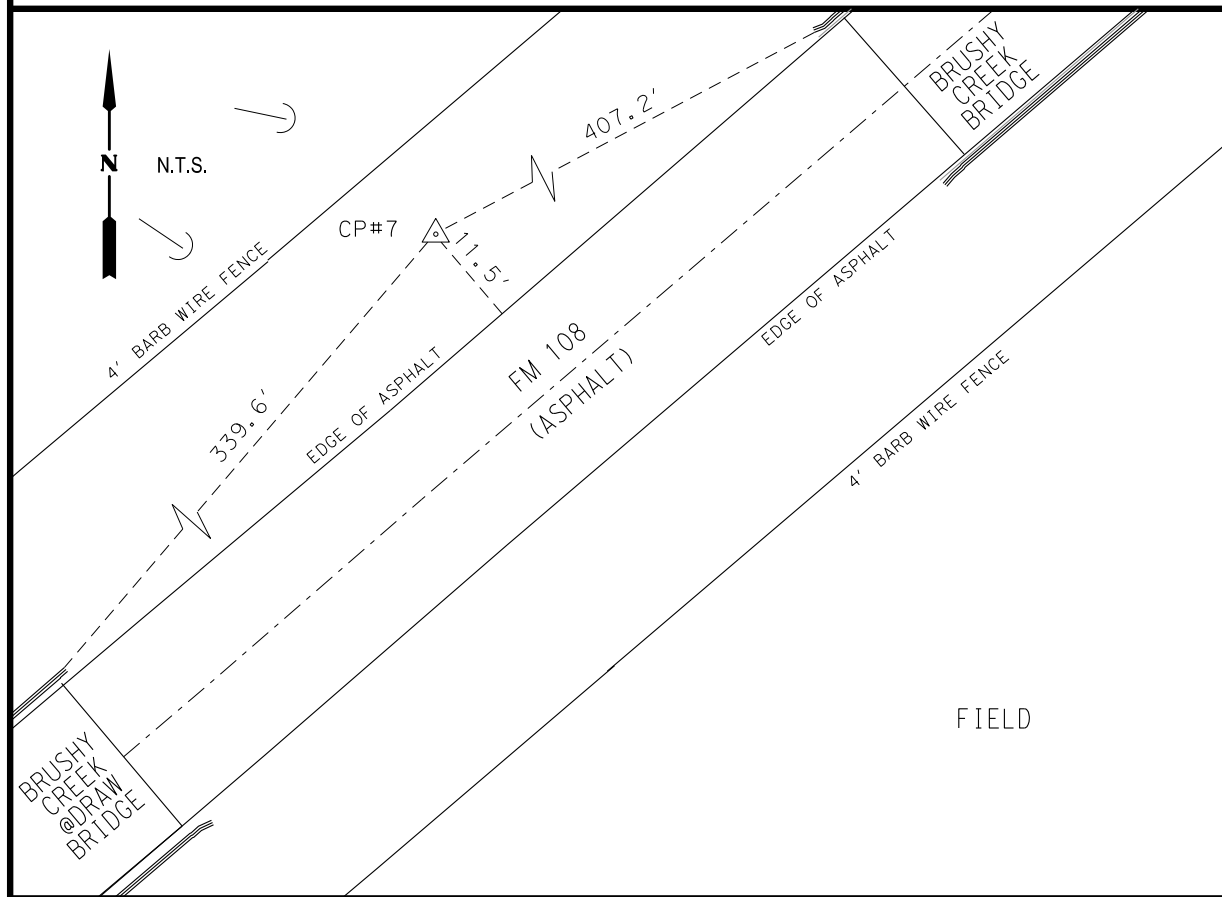 BRUSHY
CREEK
BRIDGE
407.2'
N
N.T.S.
CP#7
11.5'
4' BARB WIRE FENCE
EDGE OF ASPHALT
FM 108
(ASPHALT)
339.6'
EDGE OF ASPHALT
4' BARB WIRE FENCE
FIELD
BRUSHY
CREEK
@DRAW
BRIDGE